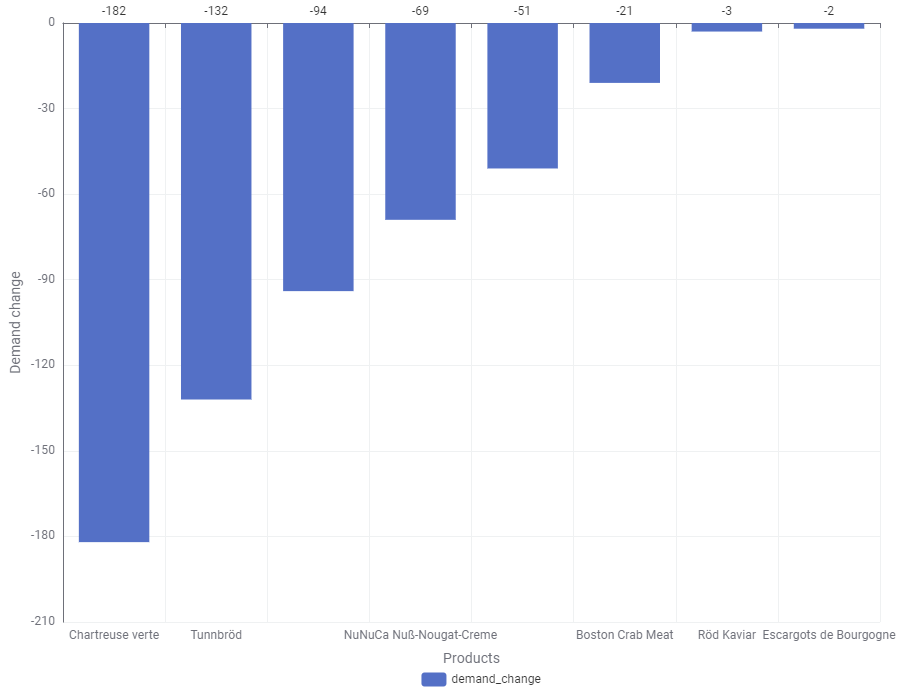 -182 -132 -94 -69 -51 -21 -3 -2
0
-30
-60
-90
-120
-150
-180
-210
Demand change
Chartreuse verte Tunnbröd NuNuCa Nuß-Nougat-Creme Boston Crab Meat Röd Kaviar Escargots de Bourgogne
Products
demand_change